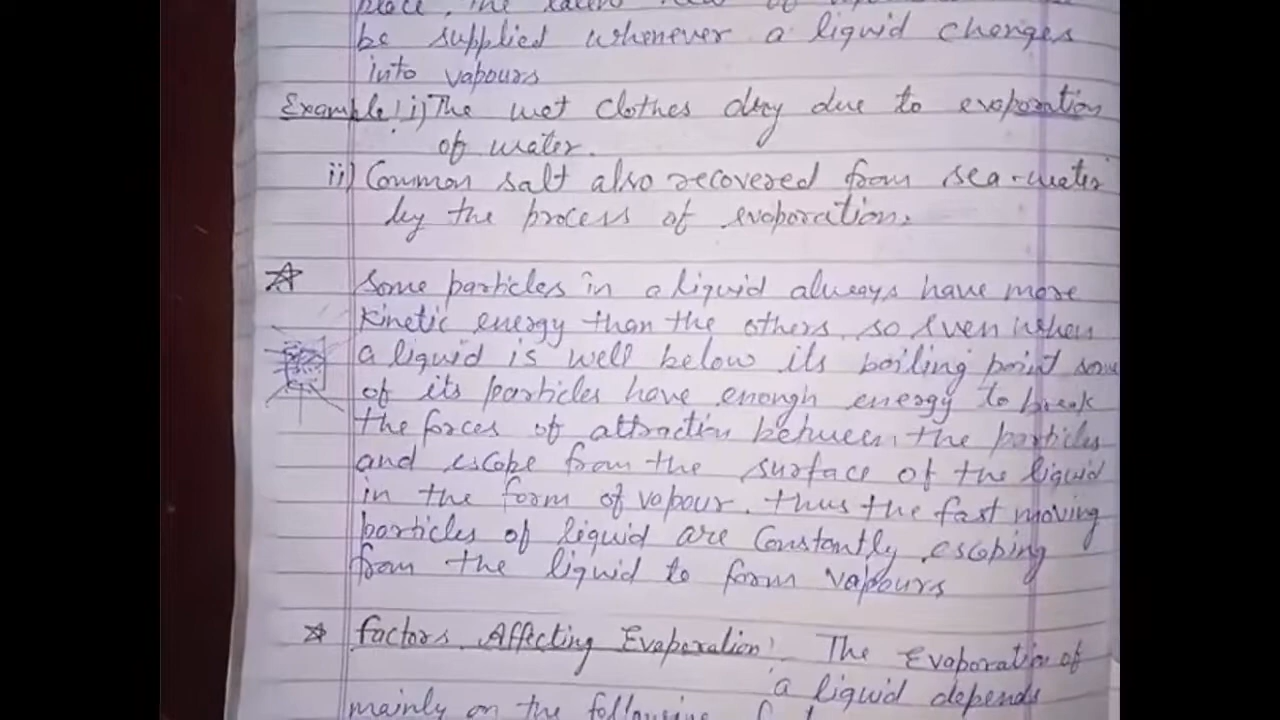 place. The latent
be supplied whenever a liquid changes
into vapours
Example: i) The wet clothes dry due to evaporation
of water.
ii) Common salt also recovered from sea-water
by the process of evaporation.
☆ Some particles in a liquid always have more
kinetic energy than the others, so even when
a liquid is well below its boiling point some
of its particles have enough energy to break
the forces of attraction between the particles
and escape from the surface of the liquid
in the form of vapour. thus the fast moving
particles of liquid are constantly escaping
from the liquid to form vapours
☆ Factors Affecting Evaporation: The Evaporation of
a liquid depends
mainly on the following